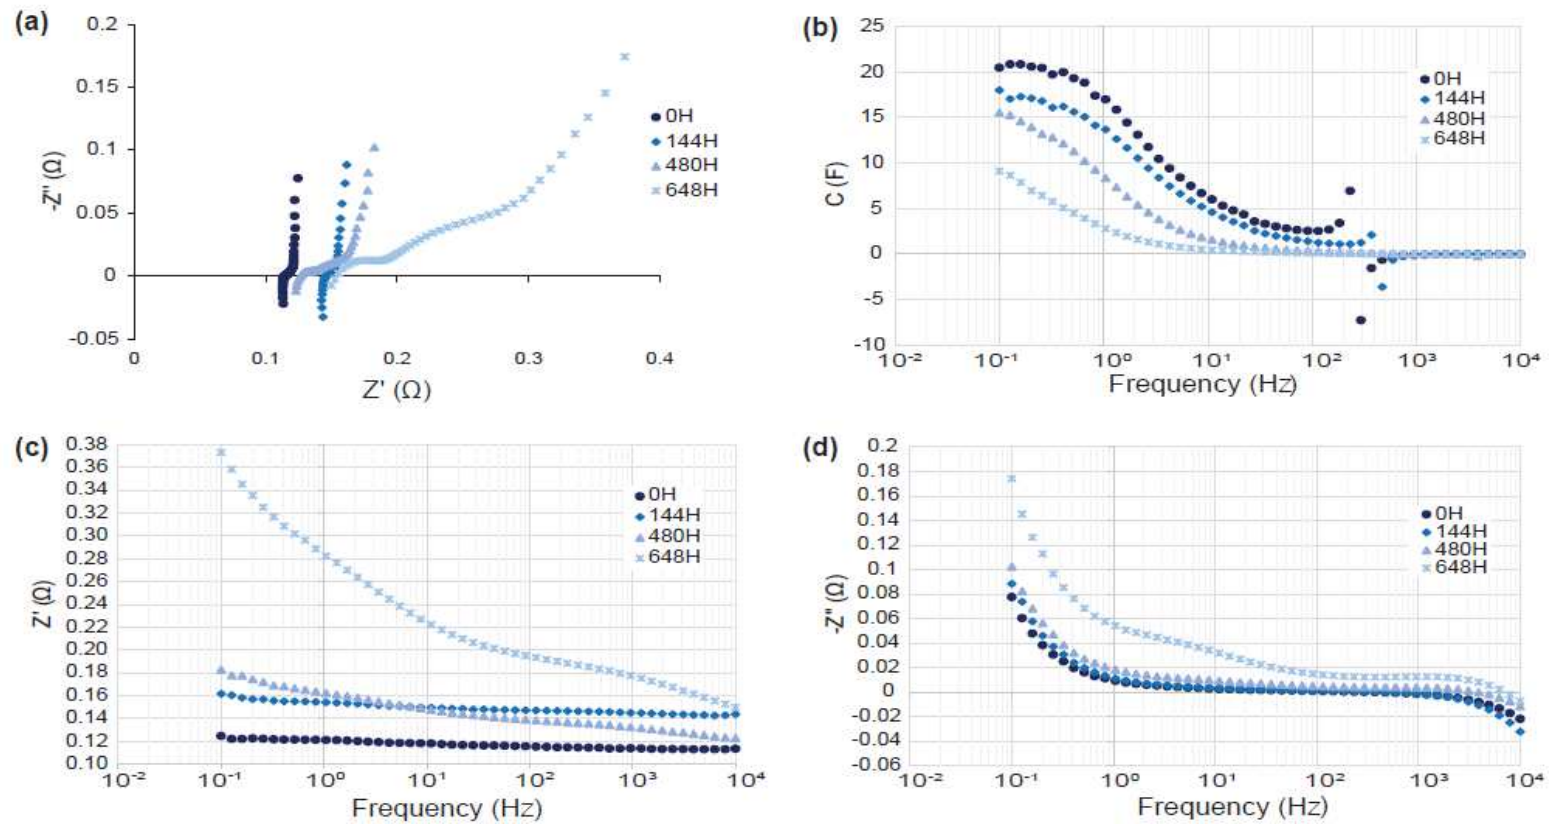 (a)
0.2
0.15
0.1
0.05
0
-0.05
-Z'' (Ω)
0
0.1
0.2
0.3
0.4
Z' (Ω)
0H
144H
480H
648H
(b)
25
20
15
10
5
0
-5
-10
C (F)
10⁻²
10⁻¹
10⁰
10¹
10²
10³
10⁴
Frequency (Hz)
0H
144H
480H
648H
(c)
0.38
0.36
0.34
0.32
0.30
0.28
0.26
0.24
0.22
0.20
0.18
0.16
0.14
0.12
0.10
Z' (Ω)
10⁻²
10⁻¹
10⁰
10¹
10²
10³
10⁴
Frequency (Hz)
0H
144H
480H
648H
(d)
0.2
0.18
0.16
0.14
0.12
0.1
0.08
0.06
0.04
0.02
0
-0.02
-0.04
-0.06
-Z'' (Ω)
10⁻²
10⁻¹
10⁰
10¹
10²
10³
10⁴
Frequency (Hz)
0H
144H
480H
648H